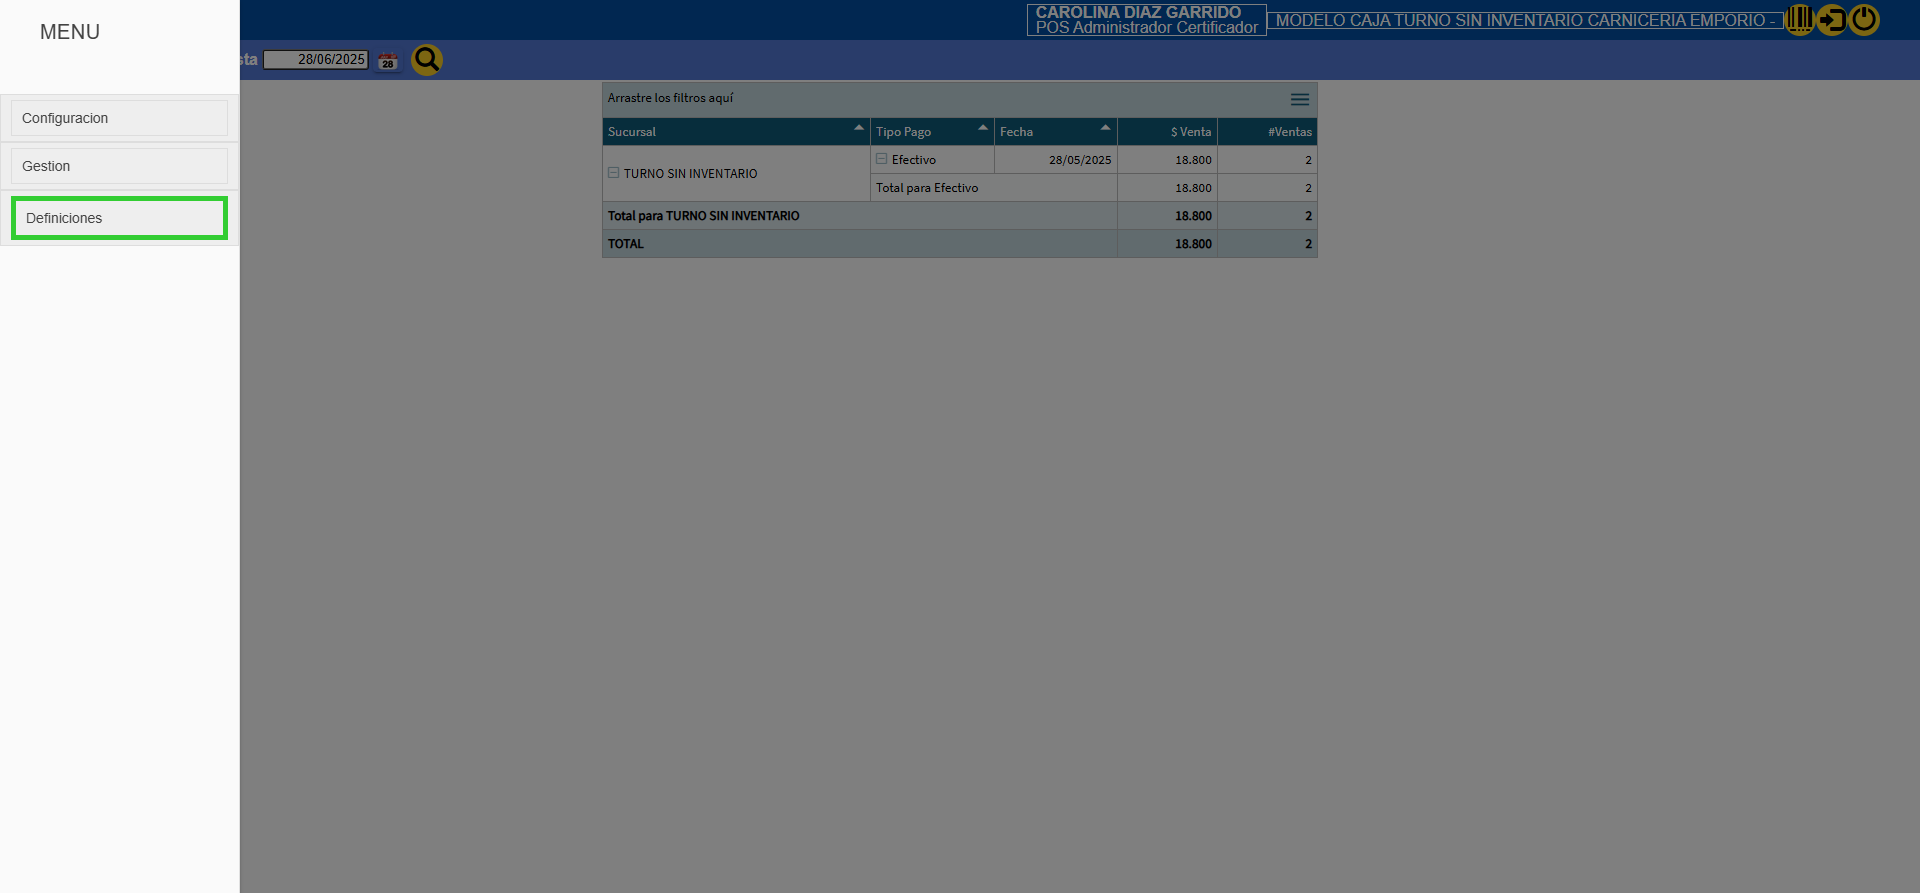 MENU
CAROLINA DIAZ GARRIDO
POS Administrador Certificador
MODELO CAJA TURNO SIN INVENTARIO CARNICERIA EMPORIO -
sta 28/06/2025
28
Configuracion
Gestion
Definiciones
Arrastre los filtros aquí
Sucursal Tipo Pago Fecha $ Venta #Ventas
TURNO SIN INVENTARIO Efectivo 28/05/2025 18.800 2
Total para Efectivo 18.800 2
Total para TURNO SIN INVENTARIO 18.800 2
TOTAL 18.800 2